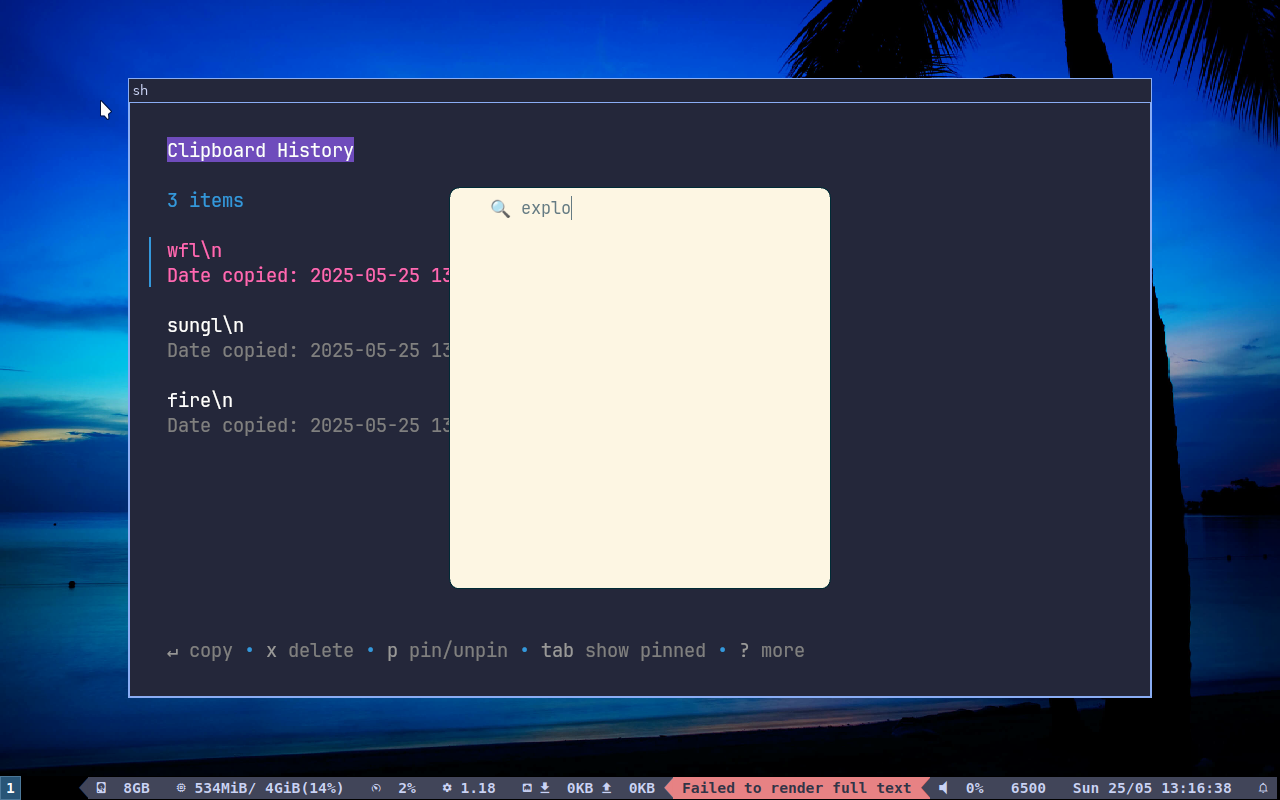 sh
Clipboard History
3 items
wfl\n
Date copied: 2025-05-25 13
sungl\n
Date copied: 2025-05-25 13
fire\n
Date copied: 2025-05-25 13
🔍 explo
↵ copy • x delete • p pin/unpin • tab show pinned • ? more
1 8GB 534MiB/ 4GiB(14%) 2% 1.18 0KB 0KB Failed to render full text 0% 6500 Sun 25/05 13:16:38